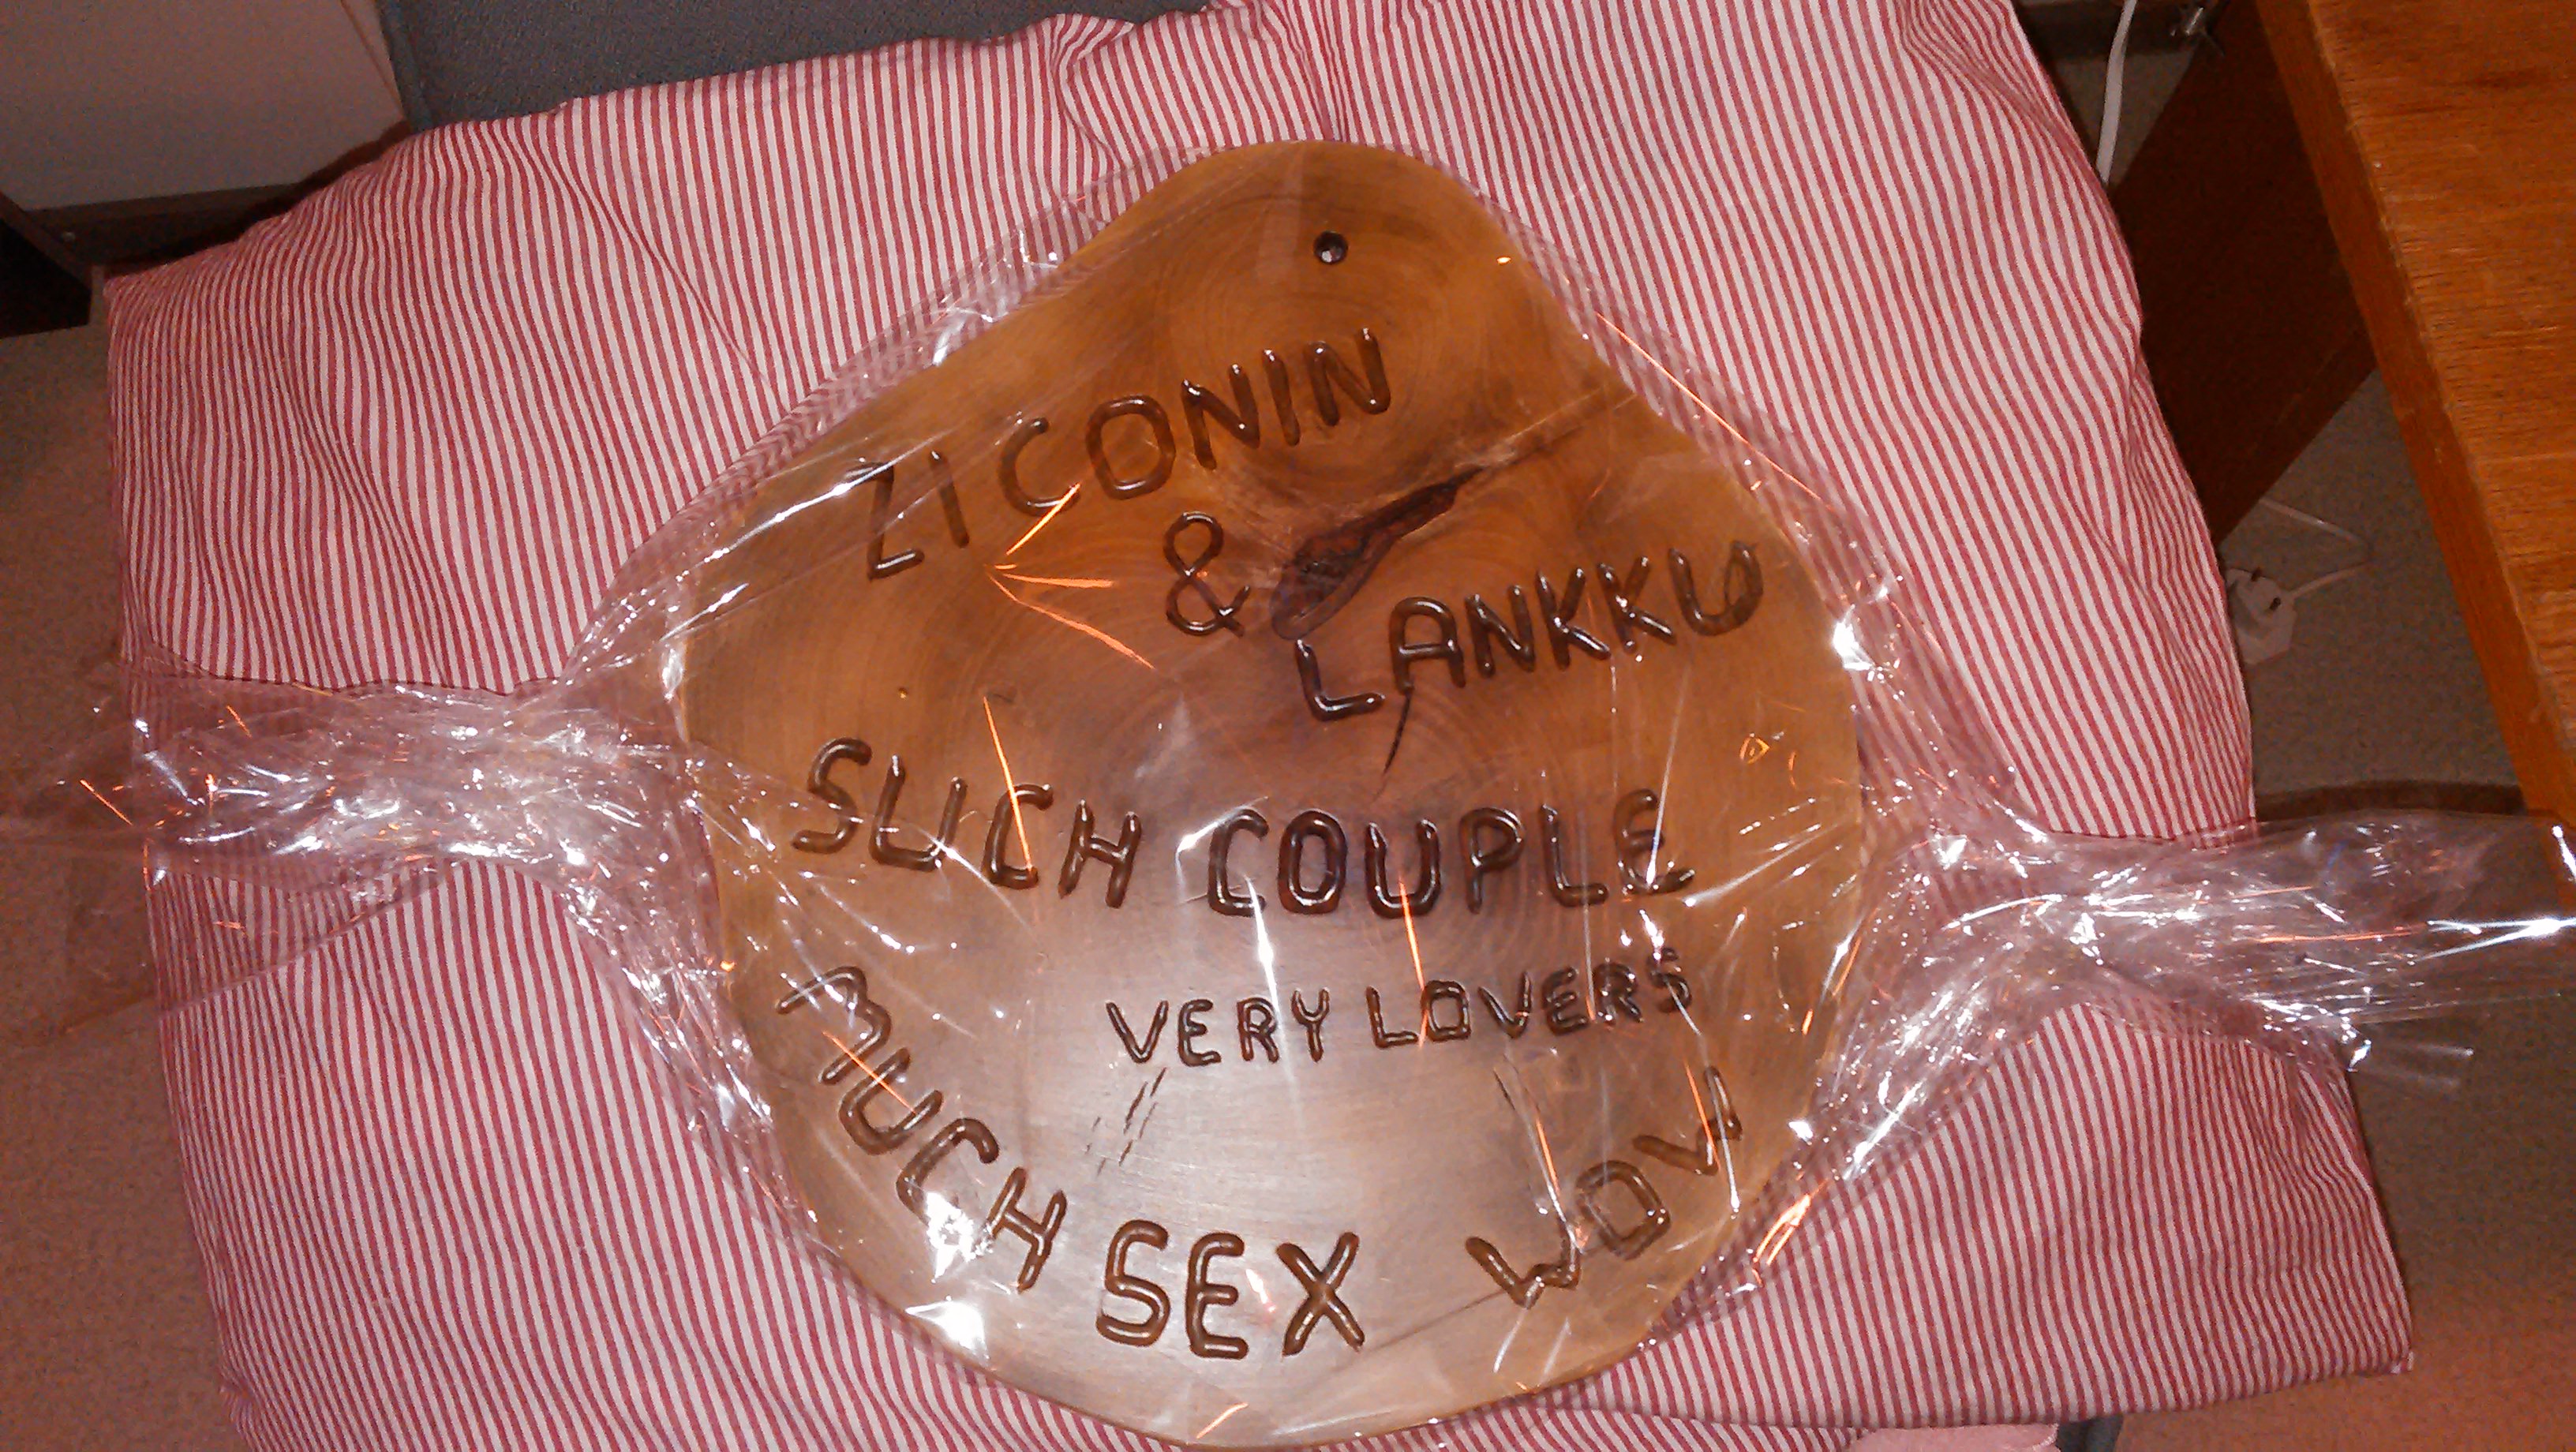 ZICONIN
&
LANKKU
SUCH COUPLE
VERY LOVERS
MUCH SEX WOW